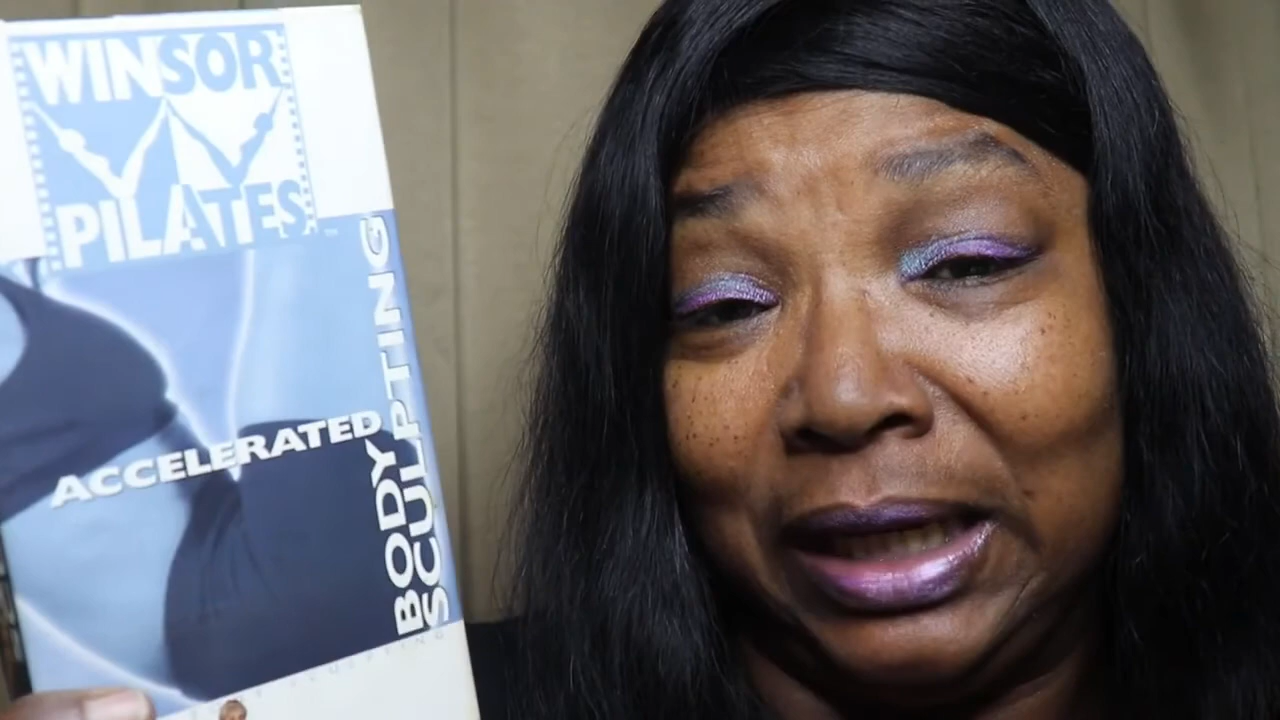 WINSOR
PILATES
ACCELERATED
BODY
SCULPTING